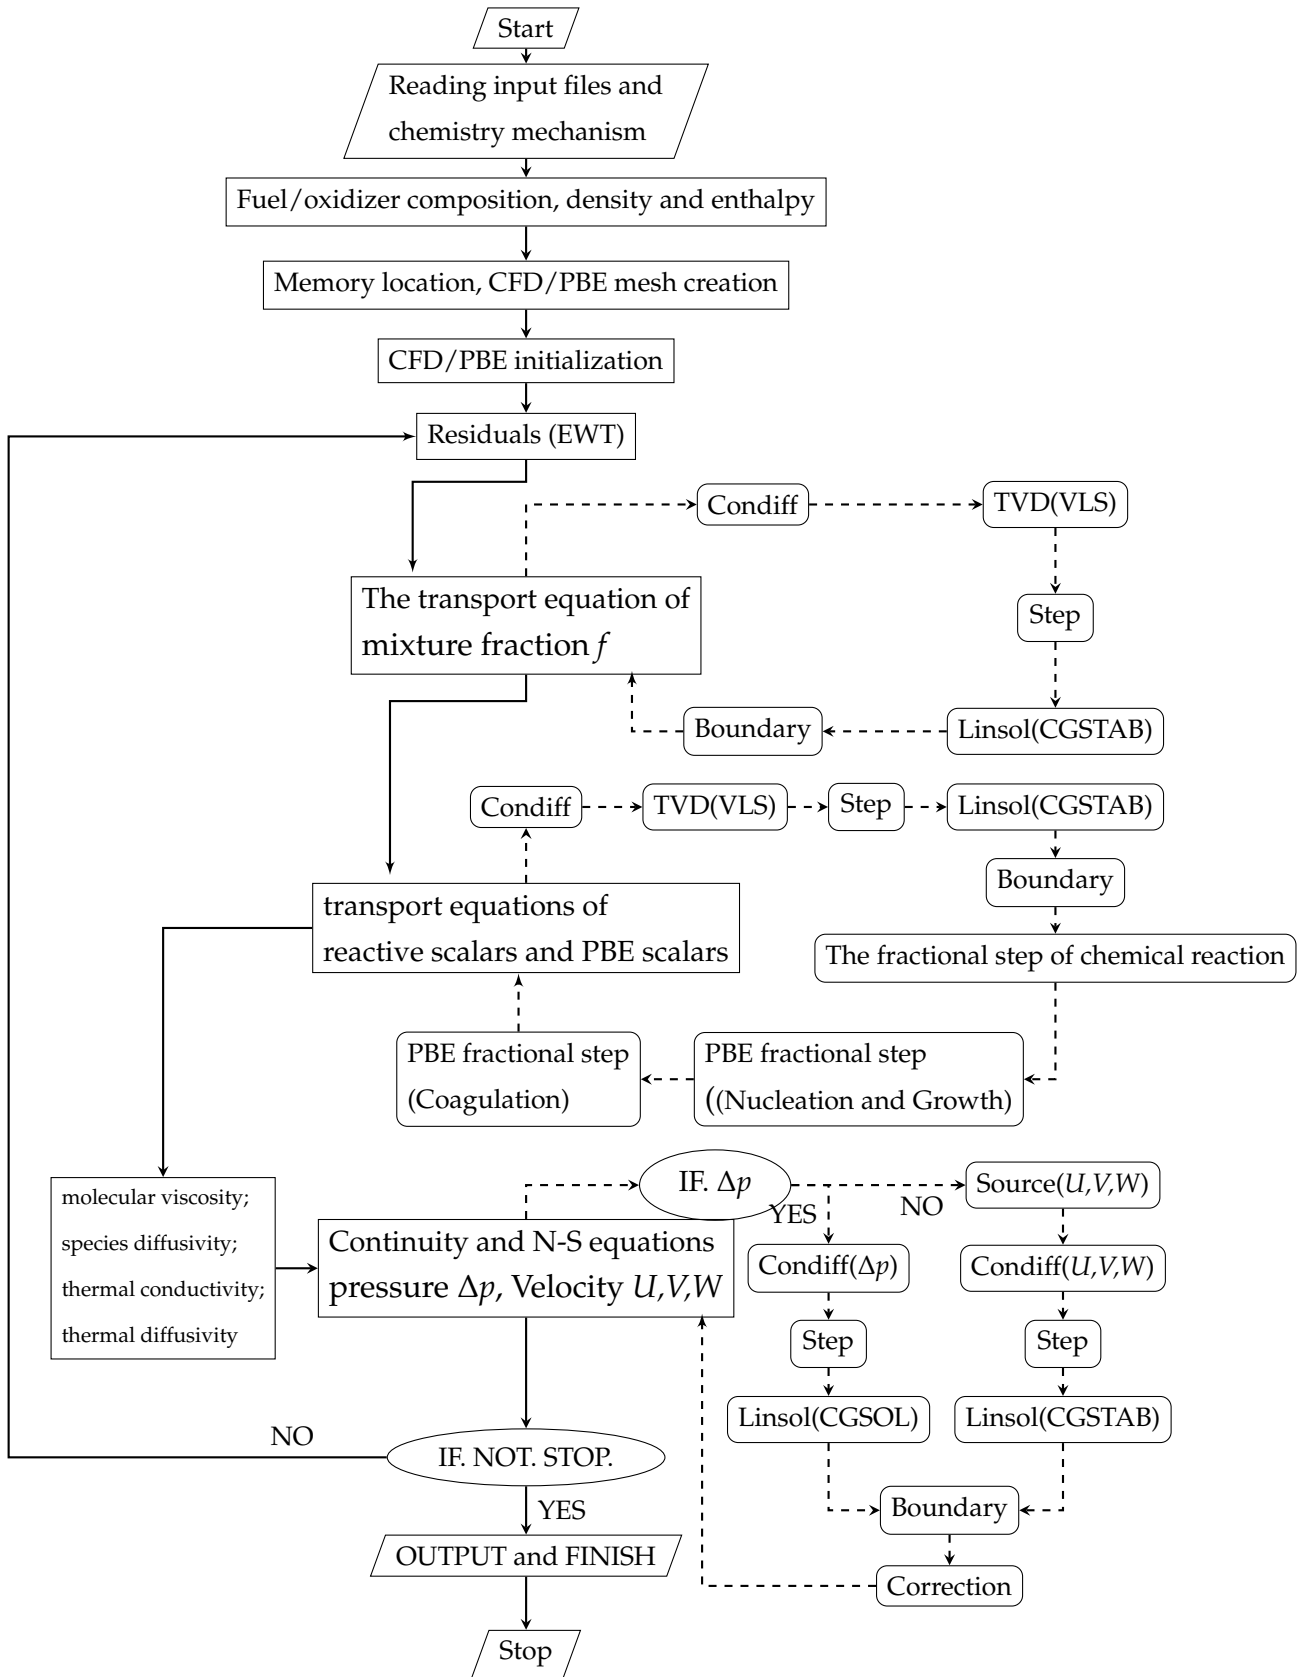 Start
Reading input files and
chemistry mechanism
Fuel/oxidizer composition, density and enthalpy
Memory location, CFD/PBE mesh creation
CFD/PBE initialization
Residuals (EWT)
Condiff
TVD(VLS)
The transport equation of
mixture fraction f
Step
Boundary
Linsol(CGSTAB)
Condiff
TVD(VLS)
Step
Linsol(CGSTAB)
Boundary
transport equations of
reactive scalars and PBE scalars
The fractional step of chemical reaction
PBE fractional step
(Coagulation)
PBE fractional step
((Nucleation and Growth)
molecular viscosity;
species diffusivity;
thermal conductivity;
thermal diffusivity
IF. Δp
YES
NO
Source(U,V,W)
Continuity and N-S equations
pressure Δp, Velocity U,V,W
Condiff(Δp)
Condiff(U,V,W)
Step
Step
Linsol(CGSOL)
Linsol(CGSTAB)
NO
IF. NOT. STOP.
YES
Boundary
OUTPUT and FINISH
Correction
Stop